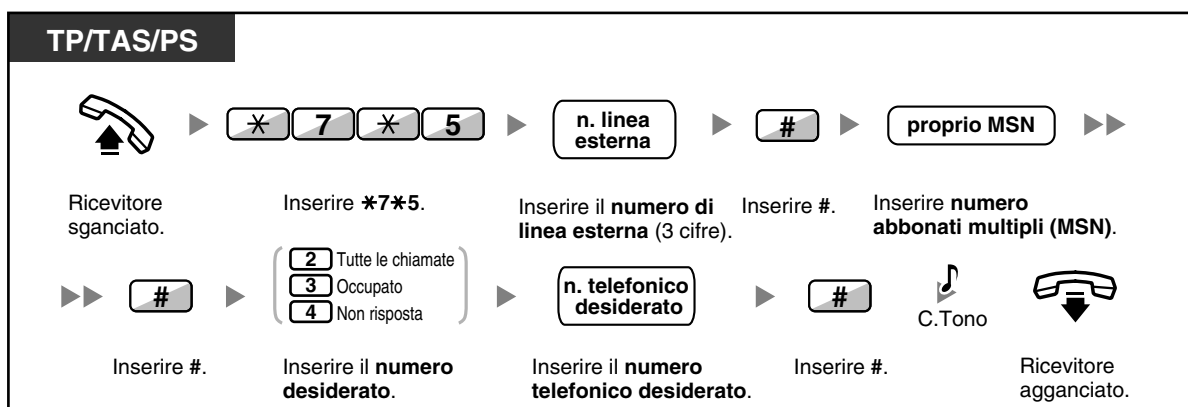 TP/TAS/PS
* 7 * 5
n. linea
esterna
#
proprio MSN
Ricevitore
sganciato.
Inserire *7*5.
Inserire il numero di
linea esterna (3 cifre).
Inserire #.
Inserire numero
abbonati multipli (MSN).
#
2 Tutte le chiamate
3 Occupato
4 Non risposta
n. telefonico
desiderato
#
C.Tono
Inserire #.
Inserire il numero
desiderato.
Inserire il numero
telefonico desiderato.
Inserire #.
Ricevitore
agganciato.